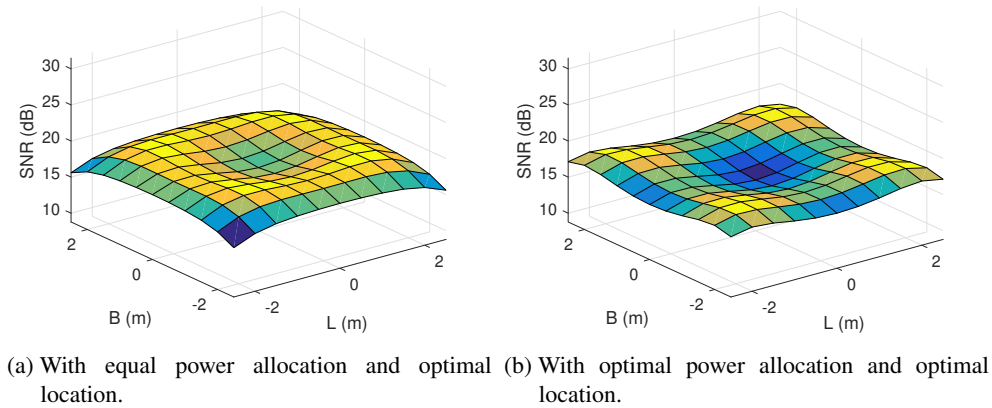 30
25
20
15
10
SNR (dB)
2
0
-2
B (m)
-2
0
2
L (m)
30
25
20
15
10
SNR (dB)
2
0
-2
B (m)
-2
0
2
L (m)
(a) With equal power allocation and optimal
location.
(b) With optimal power allocation and optimal
location.